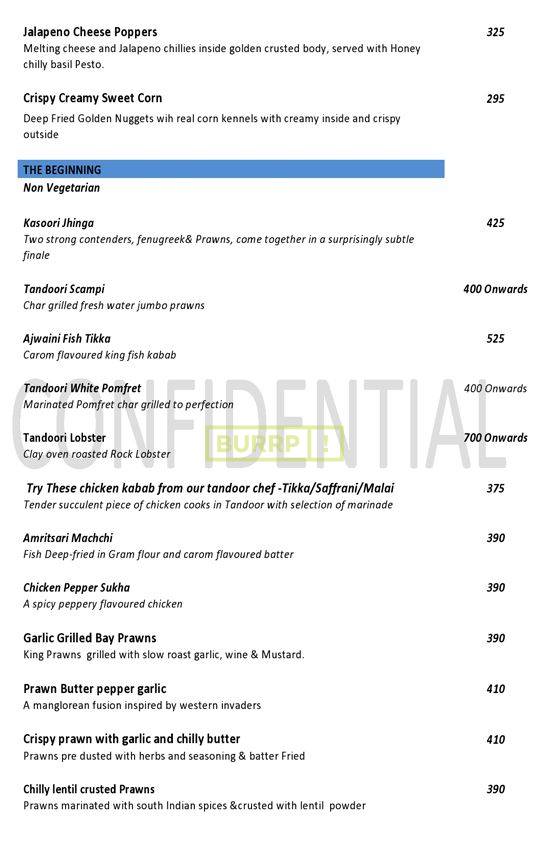 Jalapeno Cheese Poppers 325
Melting cheese and Jalapeno chillies inside golden crusted body, served with Honey
chilly basil Pesto.
Crispy Creamy Sweet Corn 295
Deep Fried Golden Nuggets wih real corn kennels with creamy inside and crispy
outside
THE BEGINNING
Non Vegetarian
Kasoori Jhinga 425
Two strong contenders, fenugreek& Prawns, come together in a surprisingly subtle
finale
Tandoori Scampi 400 Onwards
Char grilled fresh water jumbo prawns
Ajwaini Fish Tikka 525
Carom flavoured king fish kabab
CONFIDENTIAL
Tandoori White Pomfret 400 Onwards
Marinated Pomfret char grilled to perfection
BURRP!
Tandoori Lobster 700 Onwards
Clay oven roasted Rock Lobster
Try These chicken kabab from our tandoor chef -Tikka/Saffrani/Malai 375
Tender succulent piece of chicken cooks in Tandoor with selection of marinade
Amritsari Machchi 390
Fish Deep-fried in Gram flour and carom flavoured batter
Chicken Pepper Sukha 390
A spicy peppery flavoured chicken
Garlic Grilled Bay Prawns 390
King Prawns grilled with slow roast garlic, wine & Mustard.
Prawn Butter pepper garlic 410
A manglorean fusion inspired by western invaders
Crispy prawn with garlic and chilly butter 410
Prawns pre dusted with herbs and seasoning & batter Fried
Chilly lentil crusted Prawns 390
Prawns marinated with south Indian spices &crusted with lentil powder